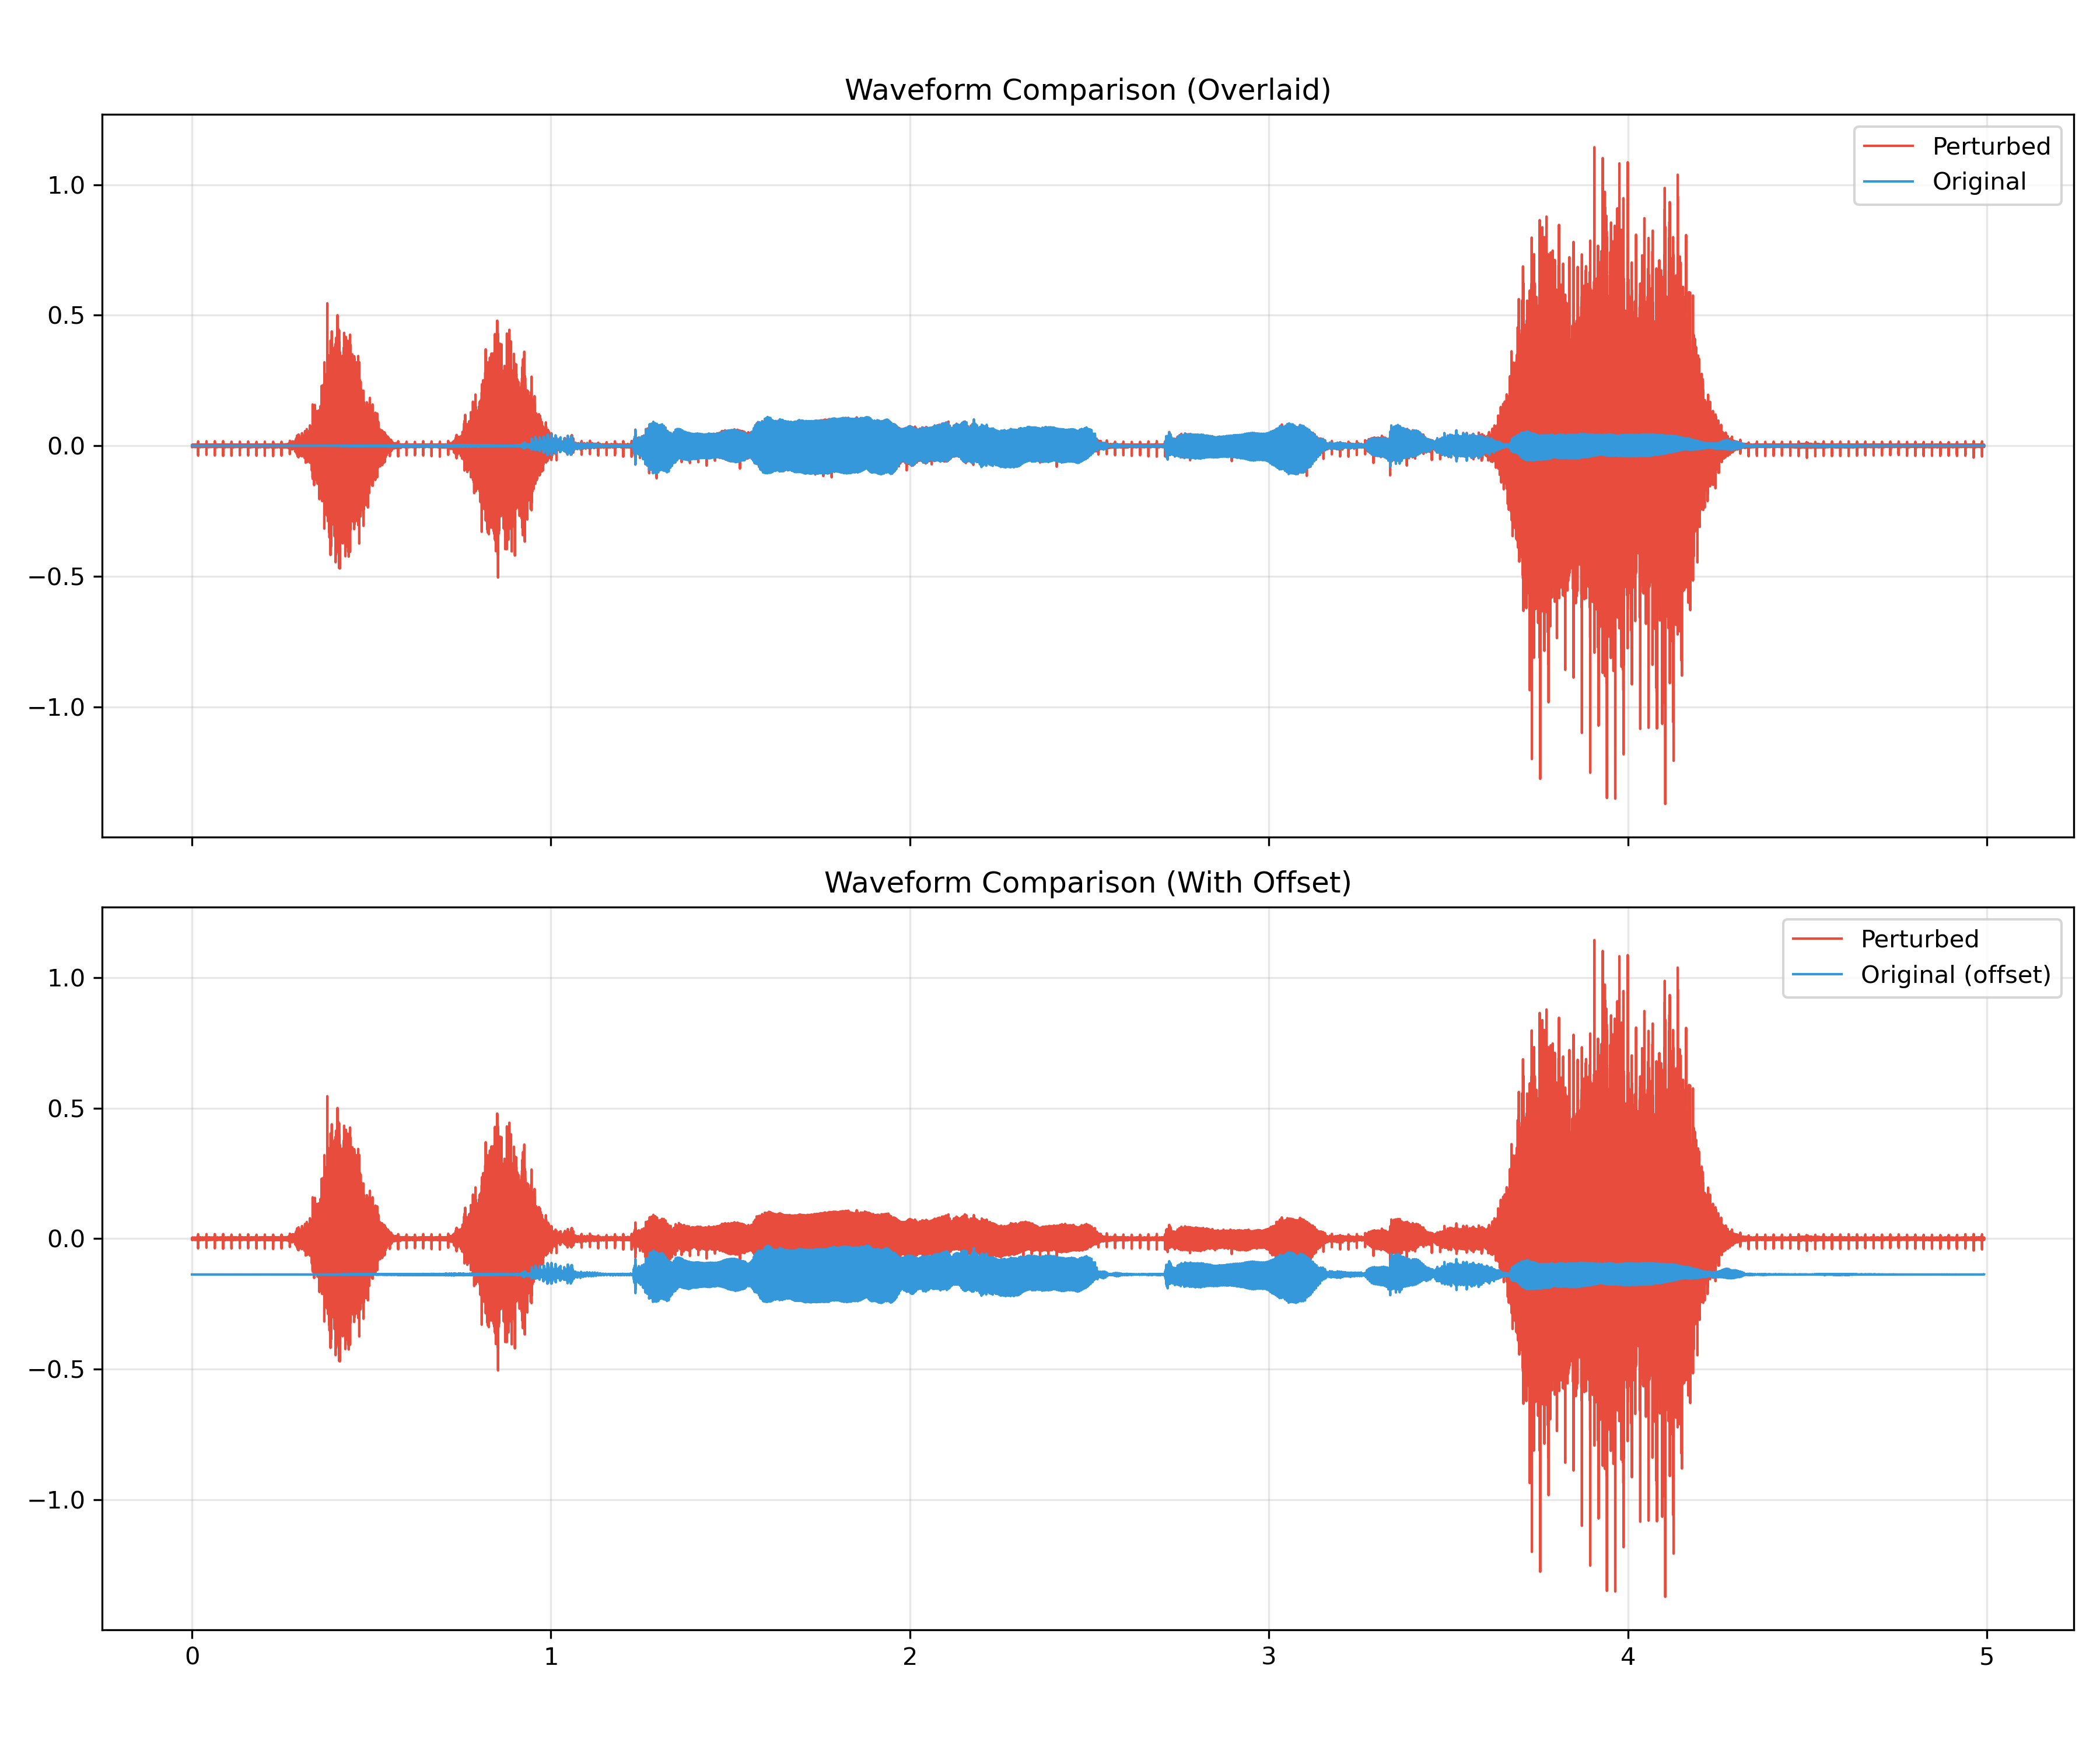 Waveform Comparison (Overlaid)
Perturbed
Original
1.0
0.5
0.0
−0.5
−1.0
Waveform Comparison (With Offset)
Perturbed
Original (offset)
1.0
0.5
0.0
−0.5
−1.0
0 1 2 3 4 5